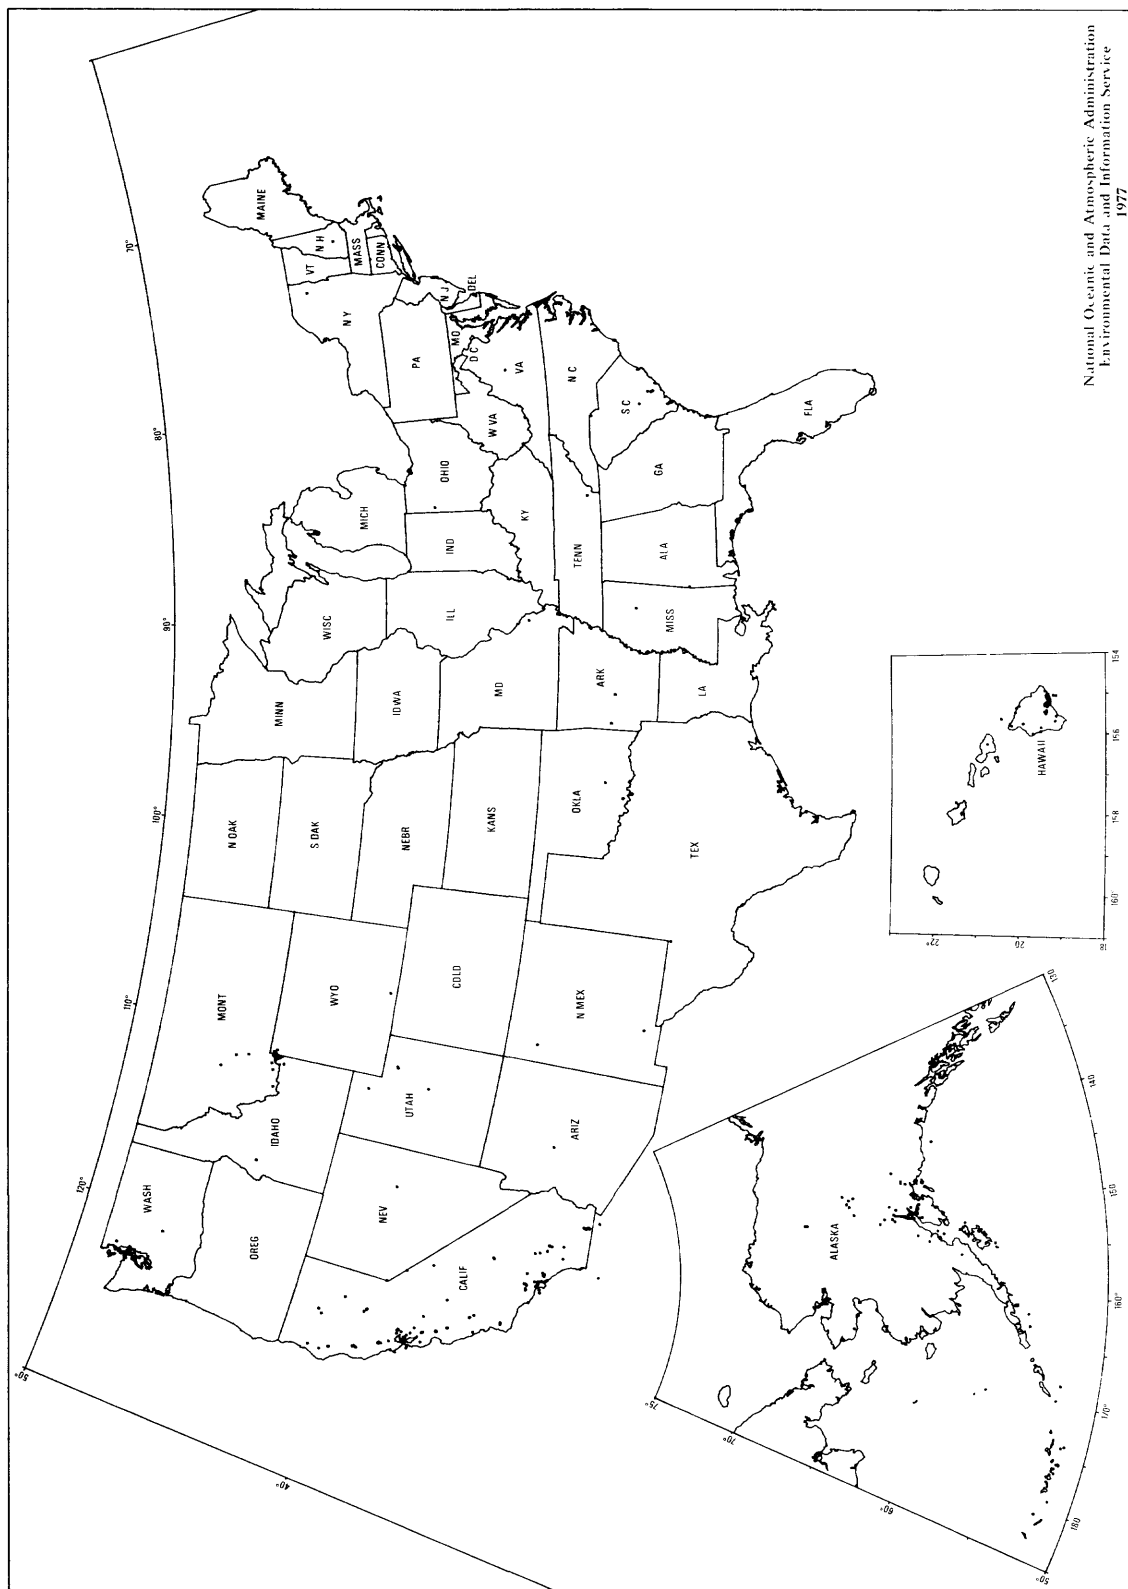 National Oceanic and Atmospheric Administration
Environmental Data and Information Service
1977
50°
40°
120°
110°
100°
90°
80°
70°
WASH
OREG
CALIF
NEV
IDAHO
MONT
WYO
UTAH
ARIZ
COLO
N MEX
N DAK
S DAK
NEBR
KANS
OKLA
TEX
MINN
IOWA
MO
ARK
LA
WISC
ILL
MICH
IND
OHIO
KY
TENN
MISS
ALA
GA
FLA
S C
N C
VA
W VA
D C
MD
DEL
N J
PA
N Y
CONN
MASS
VT
N H
MAINE
ALASKA
75°
70°
60°
50°
180
170°
160°
150
140
130
HAWAII
22°
20
18
160°
158
156
154